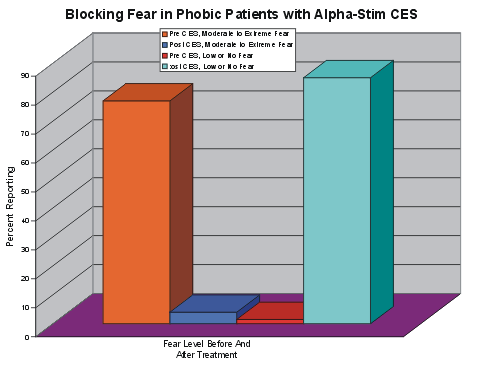 Blocking Fear in Phobic Patients with Alpha-Stim CES
Pre CES, Moderate to Extreme Fear
Post CES, Moderate to Extreme Fear
Pre CES, Low or No Fear
ost CES, Low or No Fear
90
80
70
60
50
40
30
20
10
0
Percent Reporting
Fear Level Before And
After Treatment